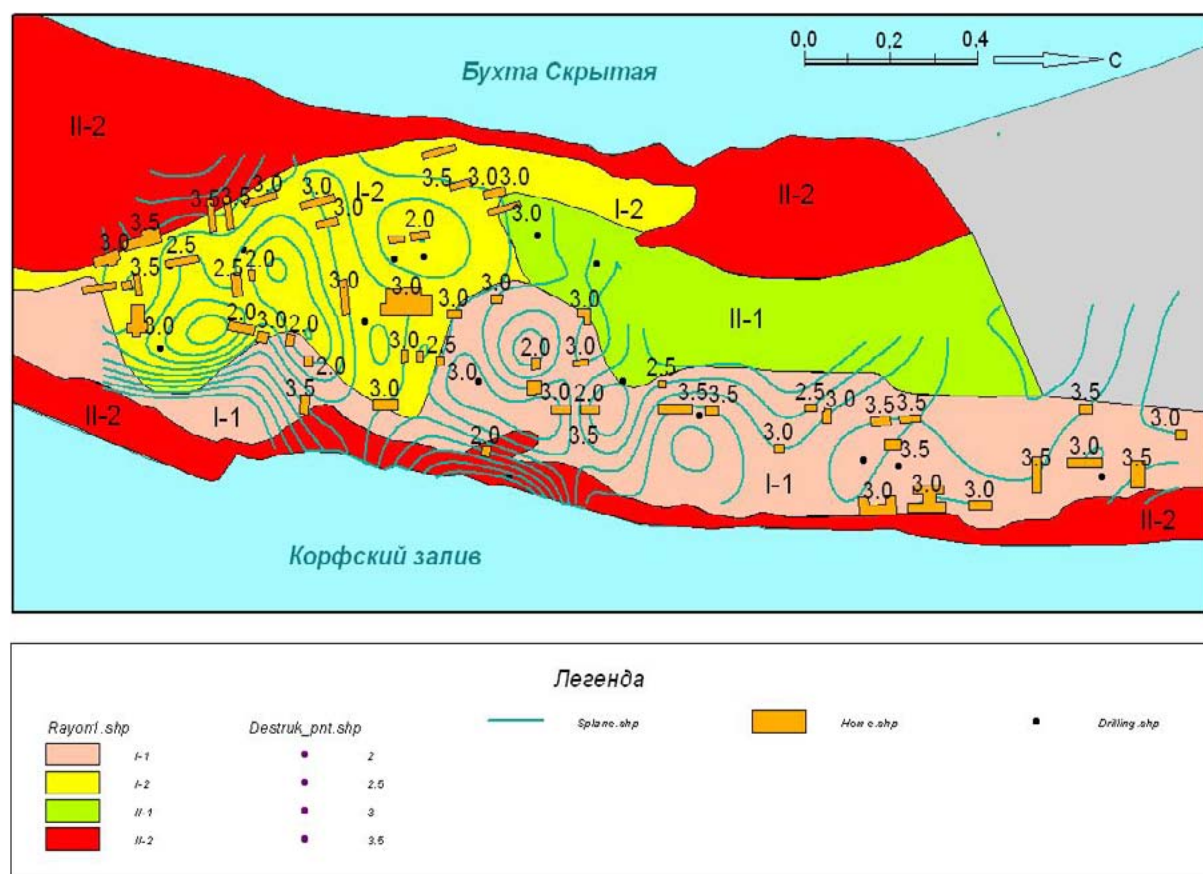 0.0 0.2 0.4
С
Бухта Скрытая
II-2
I-2
3.5 3.0 3.0
3.5 3.5 3.0 3.0
3.0
3.0
I-2
II-2
3.0 3.5
2.5
2.0
3.5
2.5 2.0
3.0
3.0
3.0
3.0
II-1
3.0
2.0 3.0 2.0
2.0
3.0 2.5
3.0
2.0 3.0
2.5
3.5
3.0
3.0 2.0
3.5 3.5
2.5 3.0
3.5 3.5
3.5
3.0
II-2
I-1
2.0
3.5
3.0
3.5
3.5 3.0 3.5
I-1
3.0 3.0 3.0
II-2
Корфский залив
Легенда
Rayon1.shp
I-1
I-2
II-1
II-2
Destruk_pnt.shp
2
2.5
3
3.5
Splane.shp
Home.shp
Drilling.shp